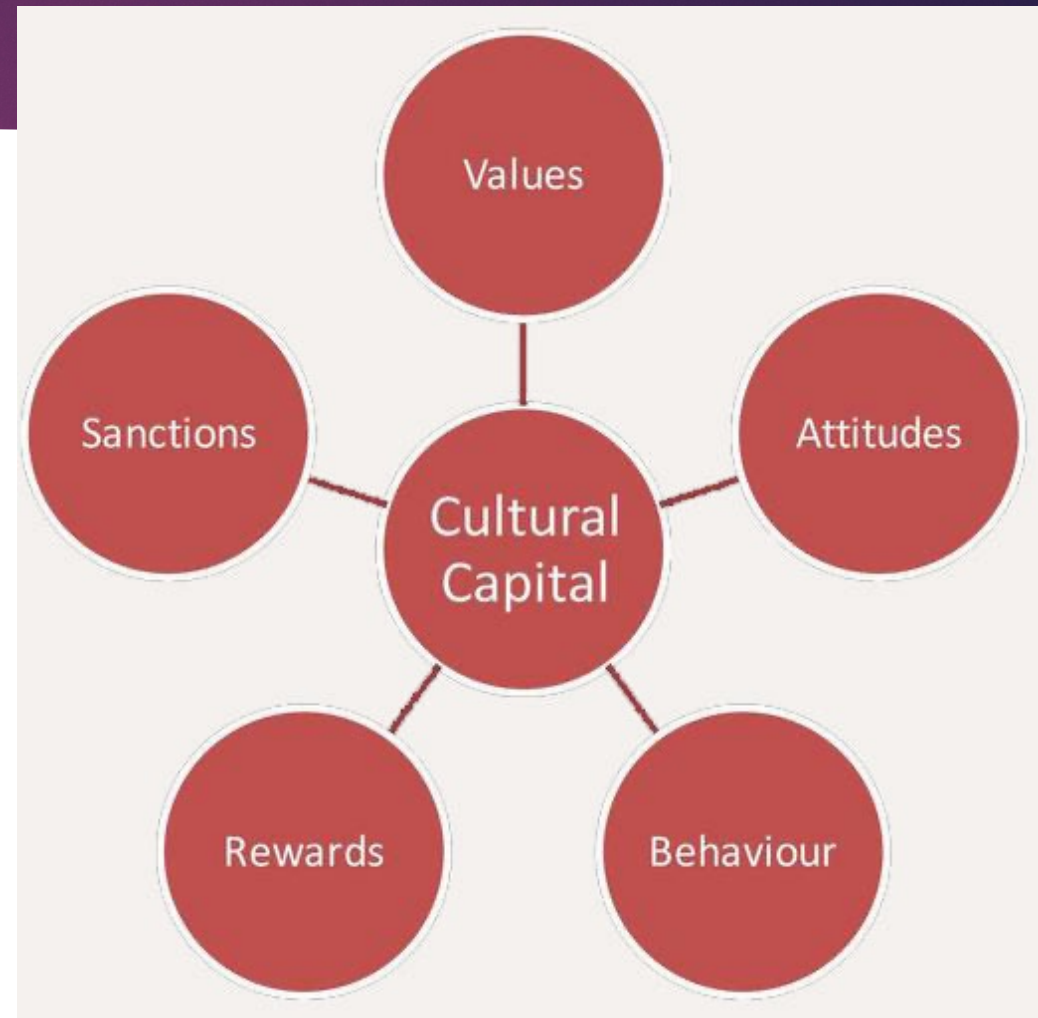 Values
Sanctions
Attitudes
Cultural
Capital
Rewards
Behaviour